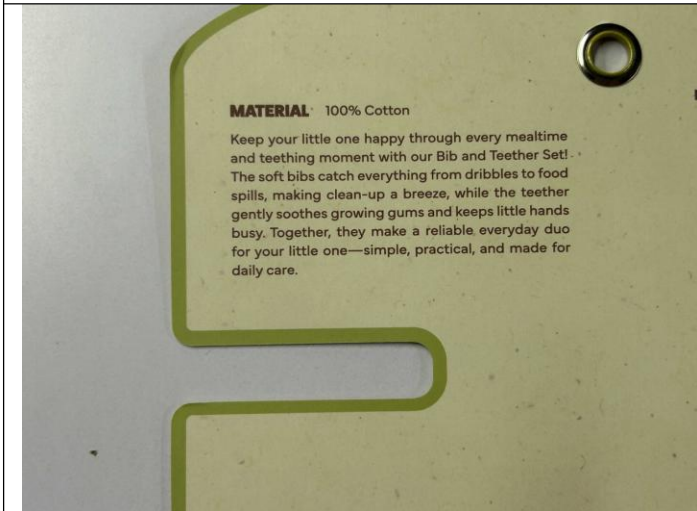 MATERIAL 100% Cotton
Keep your little one happy through every mealtime
and teething moment with our Bib and Teether Set!
The soft bibs catch everything from dribbles to food
spills, making clean-up a breeze, while the teether
gently soothes growing gums and keeps little hands
busy. Together, they make a reliable everyday duo
for your little one—simple, practical, and made for
daily care.